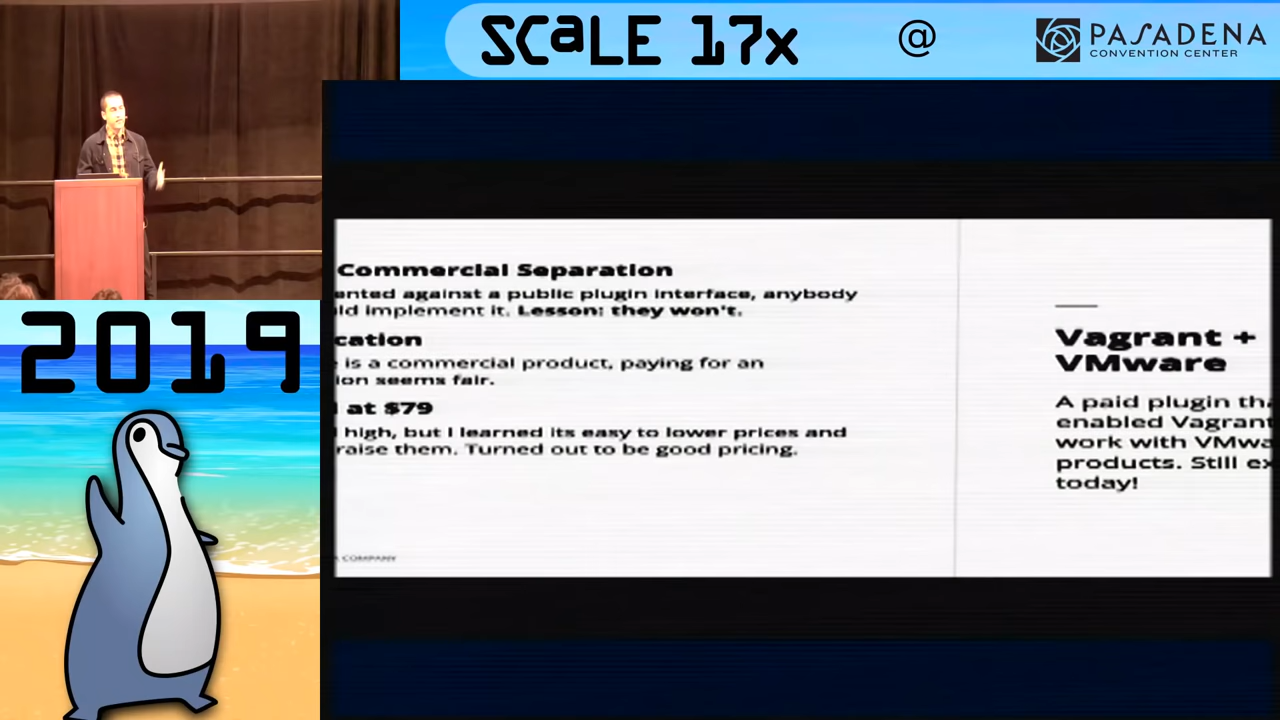 SCaLE 17x
@
PASADENA
CONVENTION CENTER
Commercial Separation
ented against a public plugin interface, anybody
ld implement it. Lesson: they won't.
cation
is a commercial product, paying for an
ion seems fair.
at $79
high, but I learned its easy to lower prices and
raise them. Turned out to be good pricing.
COMPANY
Vagrant +
VMware
A paid plugin tha
enabled Vagrant
work with VMwa
products. Still ex
today!
2019